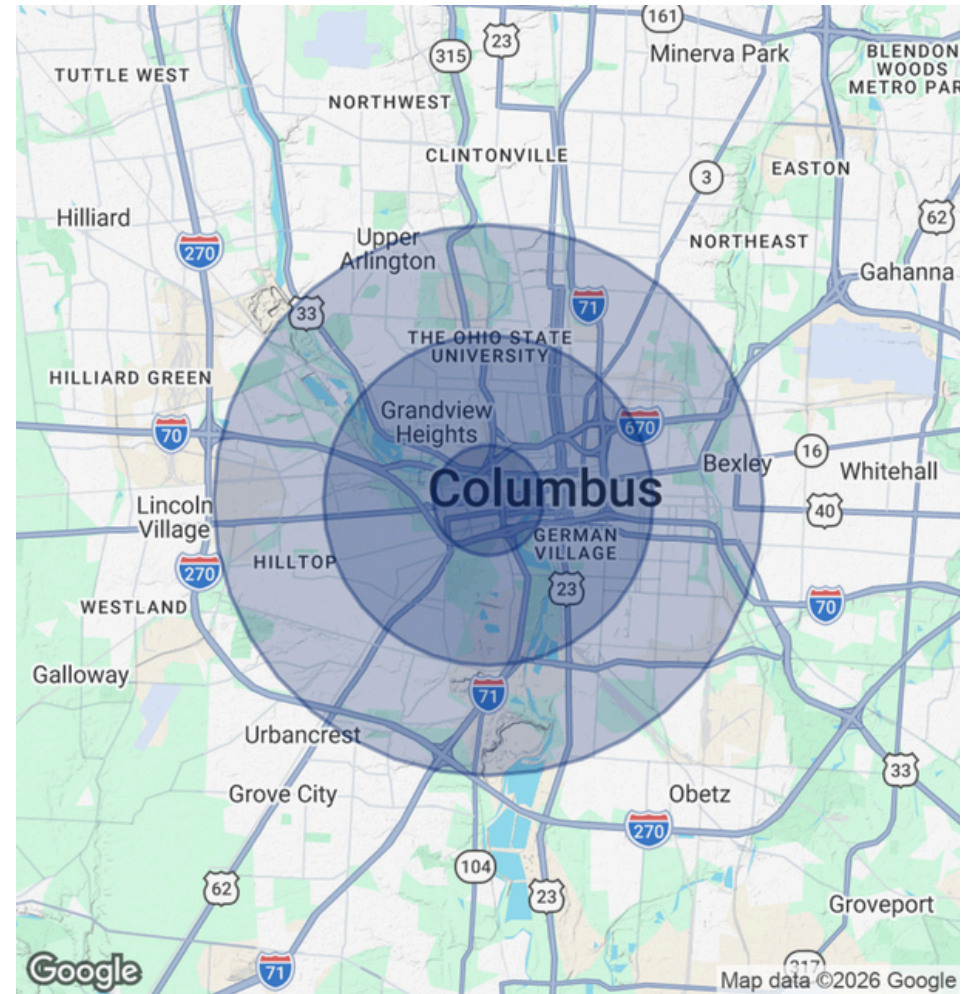 161
23
315
Minerva Park
BLENDON
WOODS
METRO PAR
TUTTLE WEST
NORTHWEST
CLINTONVILLE
EASTON
3
Hilliard
62
270
Upper
Arlington
NORTHEAST
Gahanna
33
71
THE OHIO STATE
UNIVERSITY
HILLIARD GREEN
Grandview
Heights
70
670
16
Bexley
Whitehall
Columbus
Lincoln
Village
40
GERMAN
VILLAGE
HILLTOP
270
23
WESTLAND
70
Galloway
71
Urbancrest
33
Grove City
Obetz
270
104
62
23
Groveport
317
71
Google
Map data ©2026 Google